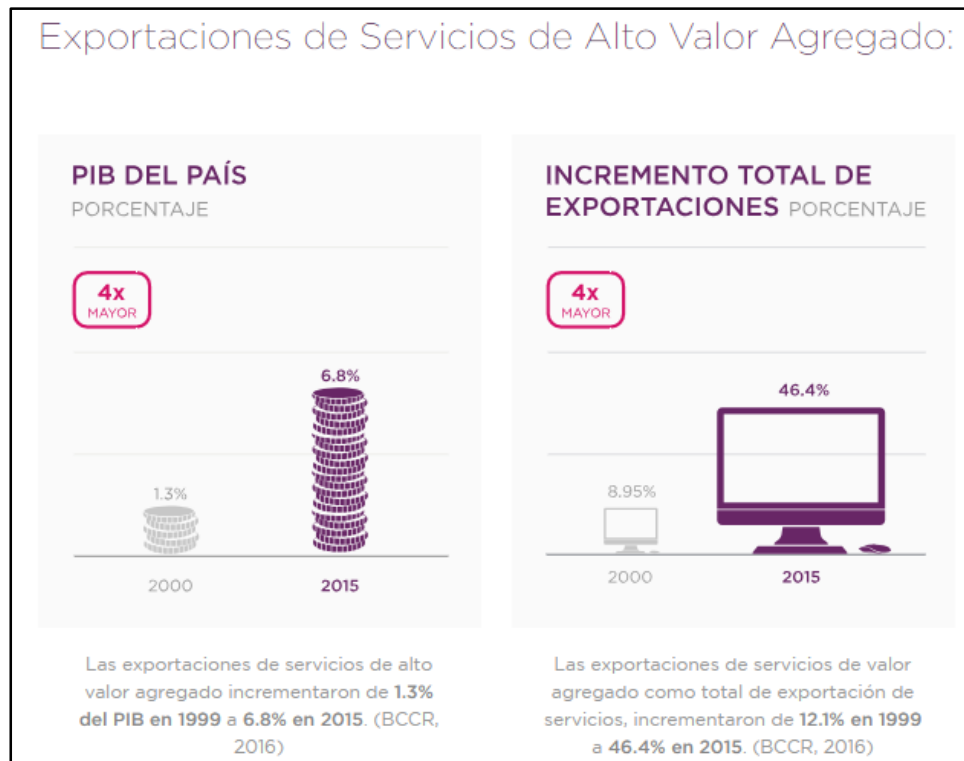 Exportaciones de Servicios de Alto Valor Agregado:
PIB DEL PAÍS
PORCENTAJE
4x
MAYOR
6.8%
1.3%
2000
2015
Las exportaciones de servicios de alto
valor agregado incrementaron de 1.3%
del PIB en 1999 a 6.8% en 2015. (BCCR,
2016)
INCREMENTO TOTAL DE
EXPORTACIONES PORCENTAJE
4x
MAYOR
46.4%
8.95%
2000
2015
Las exportaciones de servicios de valor
agregado como total de exportación de
servicios, incrementaron de 12.1% en 1999
a 46.4% en 2015. (BCCR, 2016)